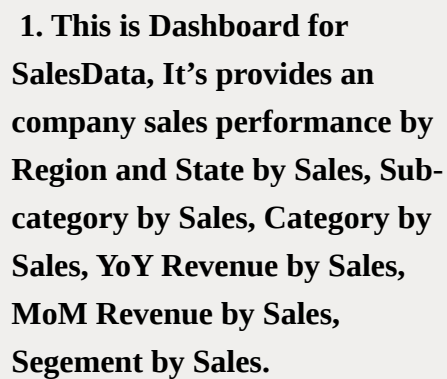 1. This is Dashboard for
SalesData, It’s provides an
company sales performance by
Region and State by Sales, Sub-
category by Sales, Category by
Sales, YoY Revenue by Sales,
MoM Revenue by Sales,
Segement by Sales.